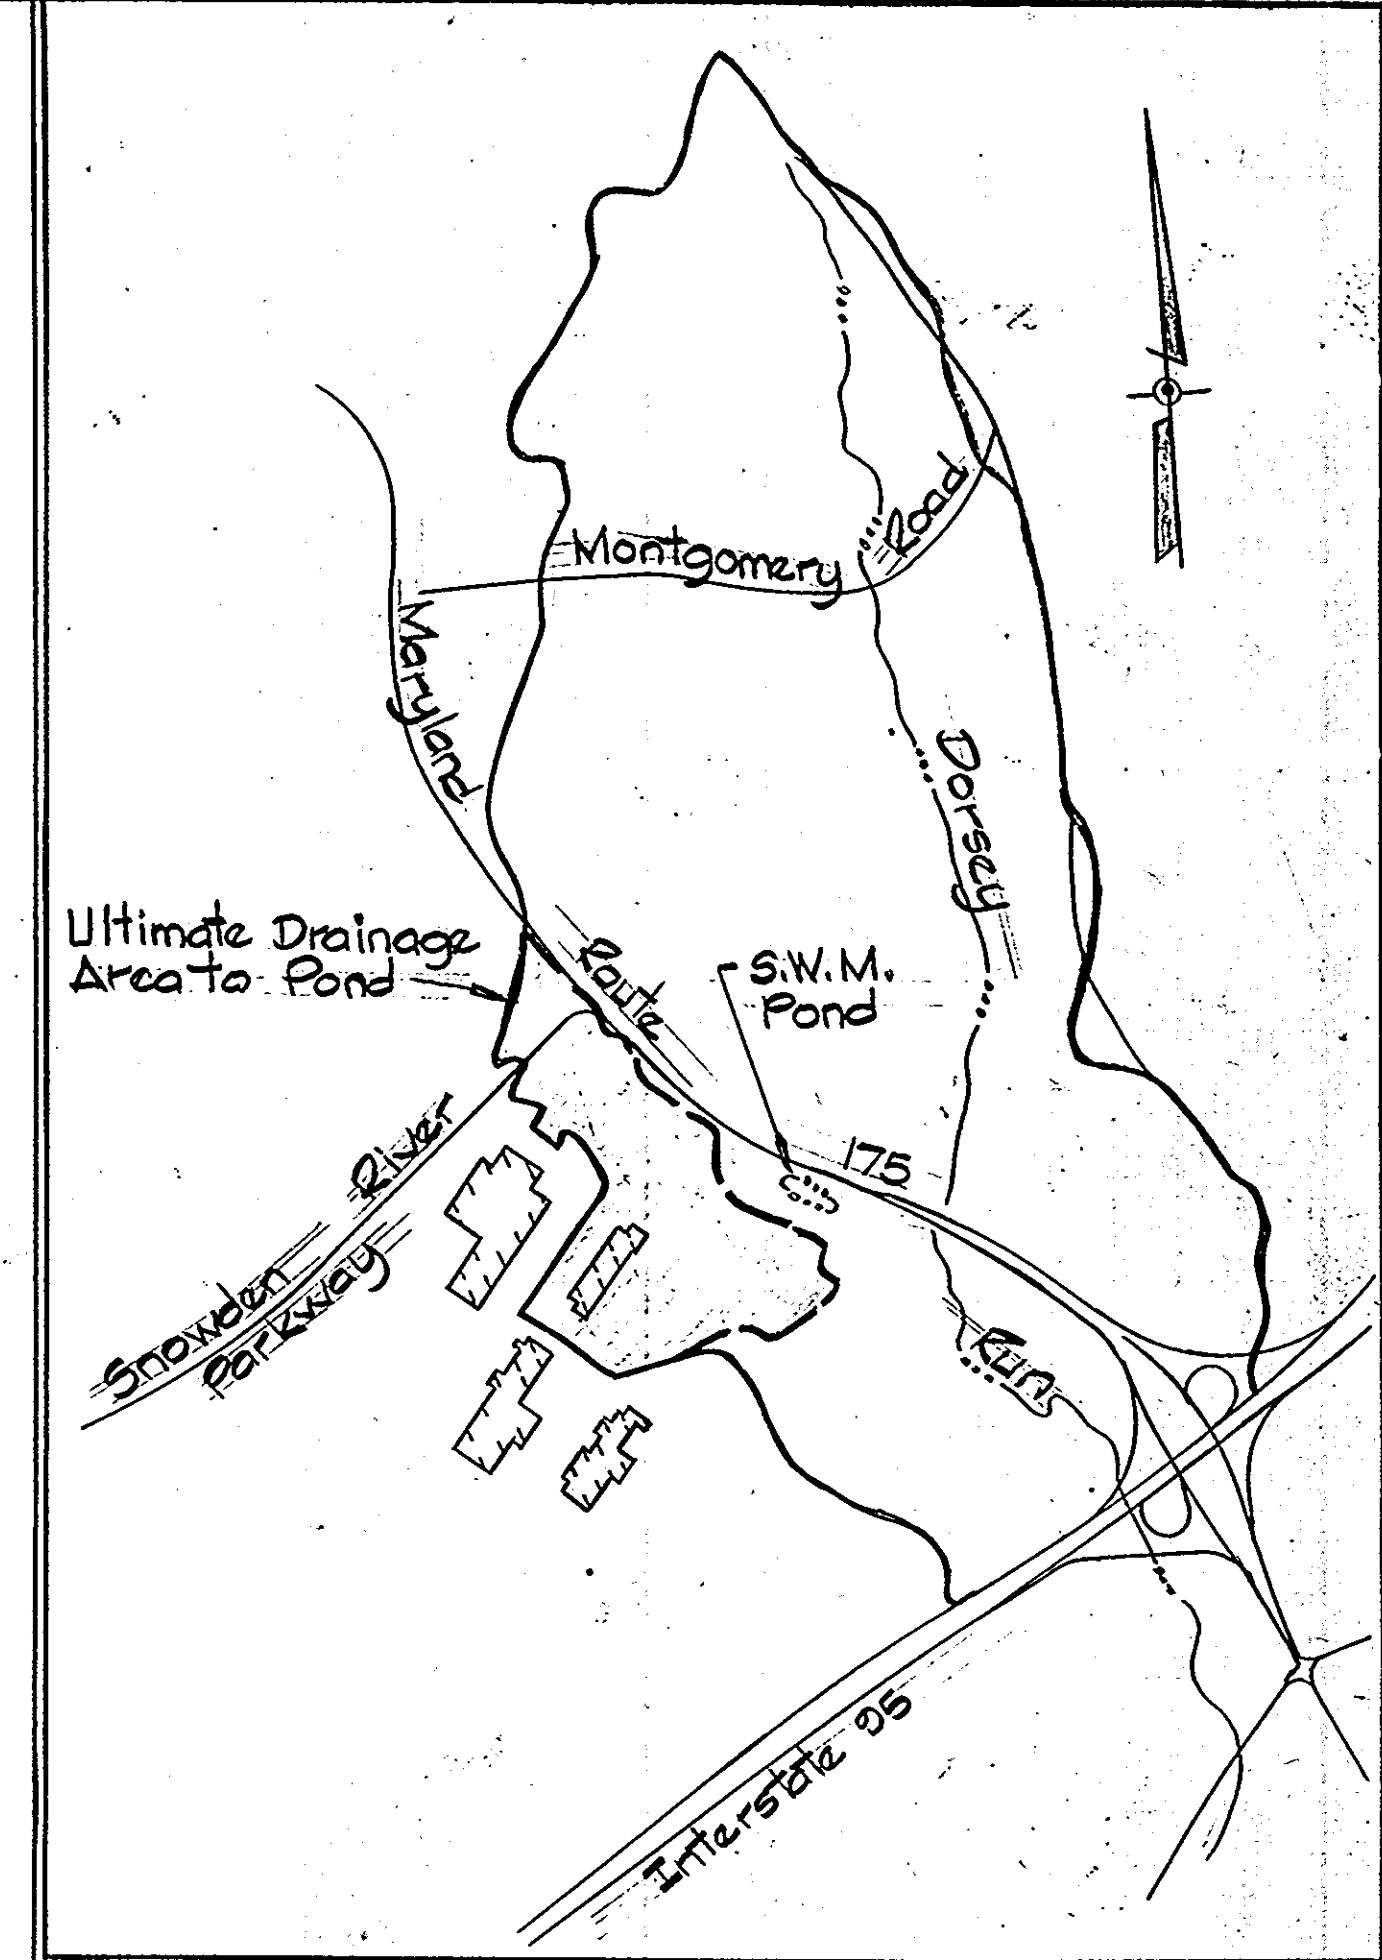 Montgomery Road
Maryland Route 175
Dorsey Run
Ultimate Drainage
Area to Pond
S.W.M.
Pond
Snowden River
Parkway
Interstate 95